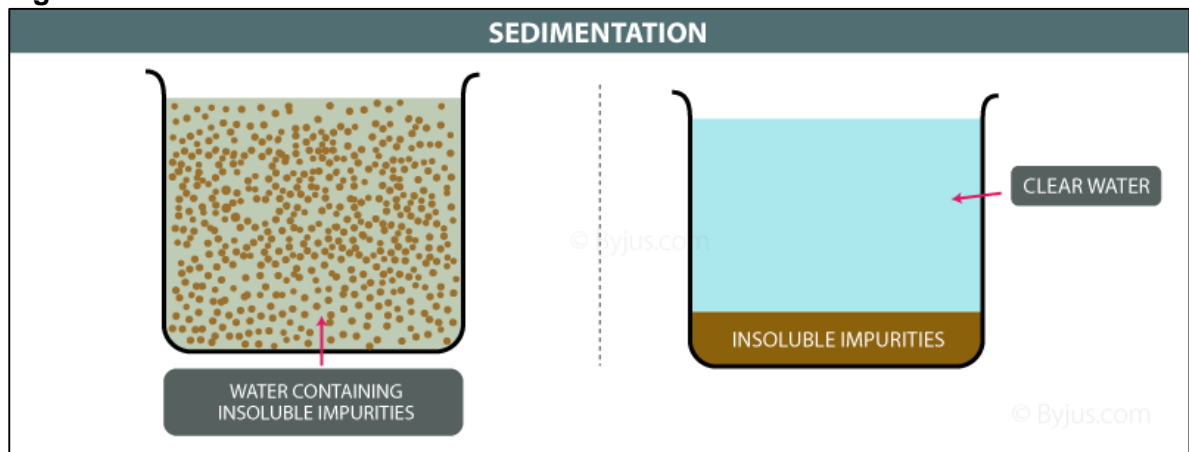 SEDIMENTATION
© Byjus.com
CLEAR WATER
INSOLUBLE IMPURITIES
WATER CONTAINING
INSOLUBLE IMPURITIES
© Byjus.com